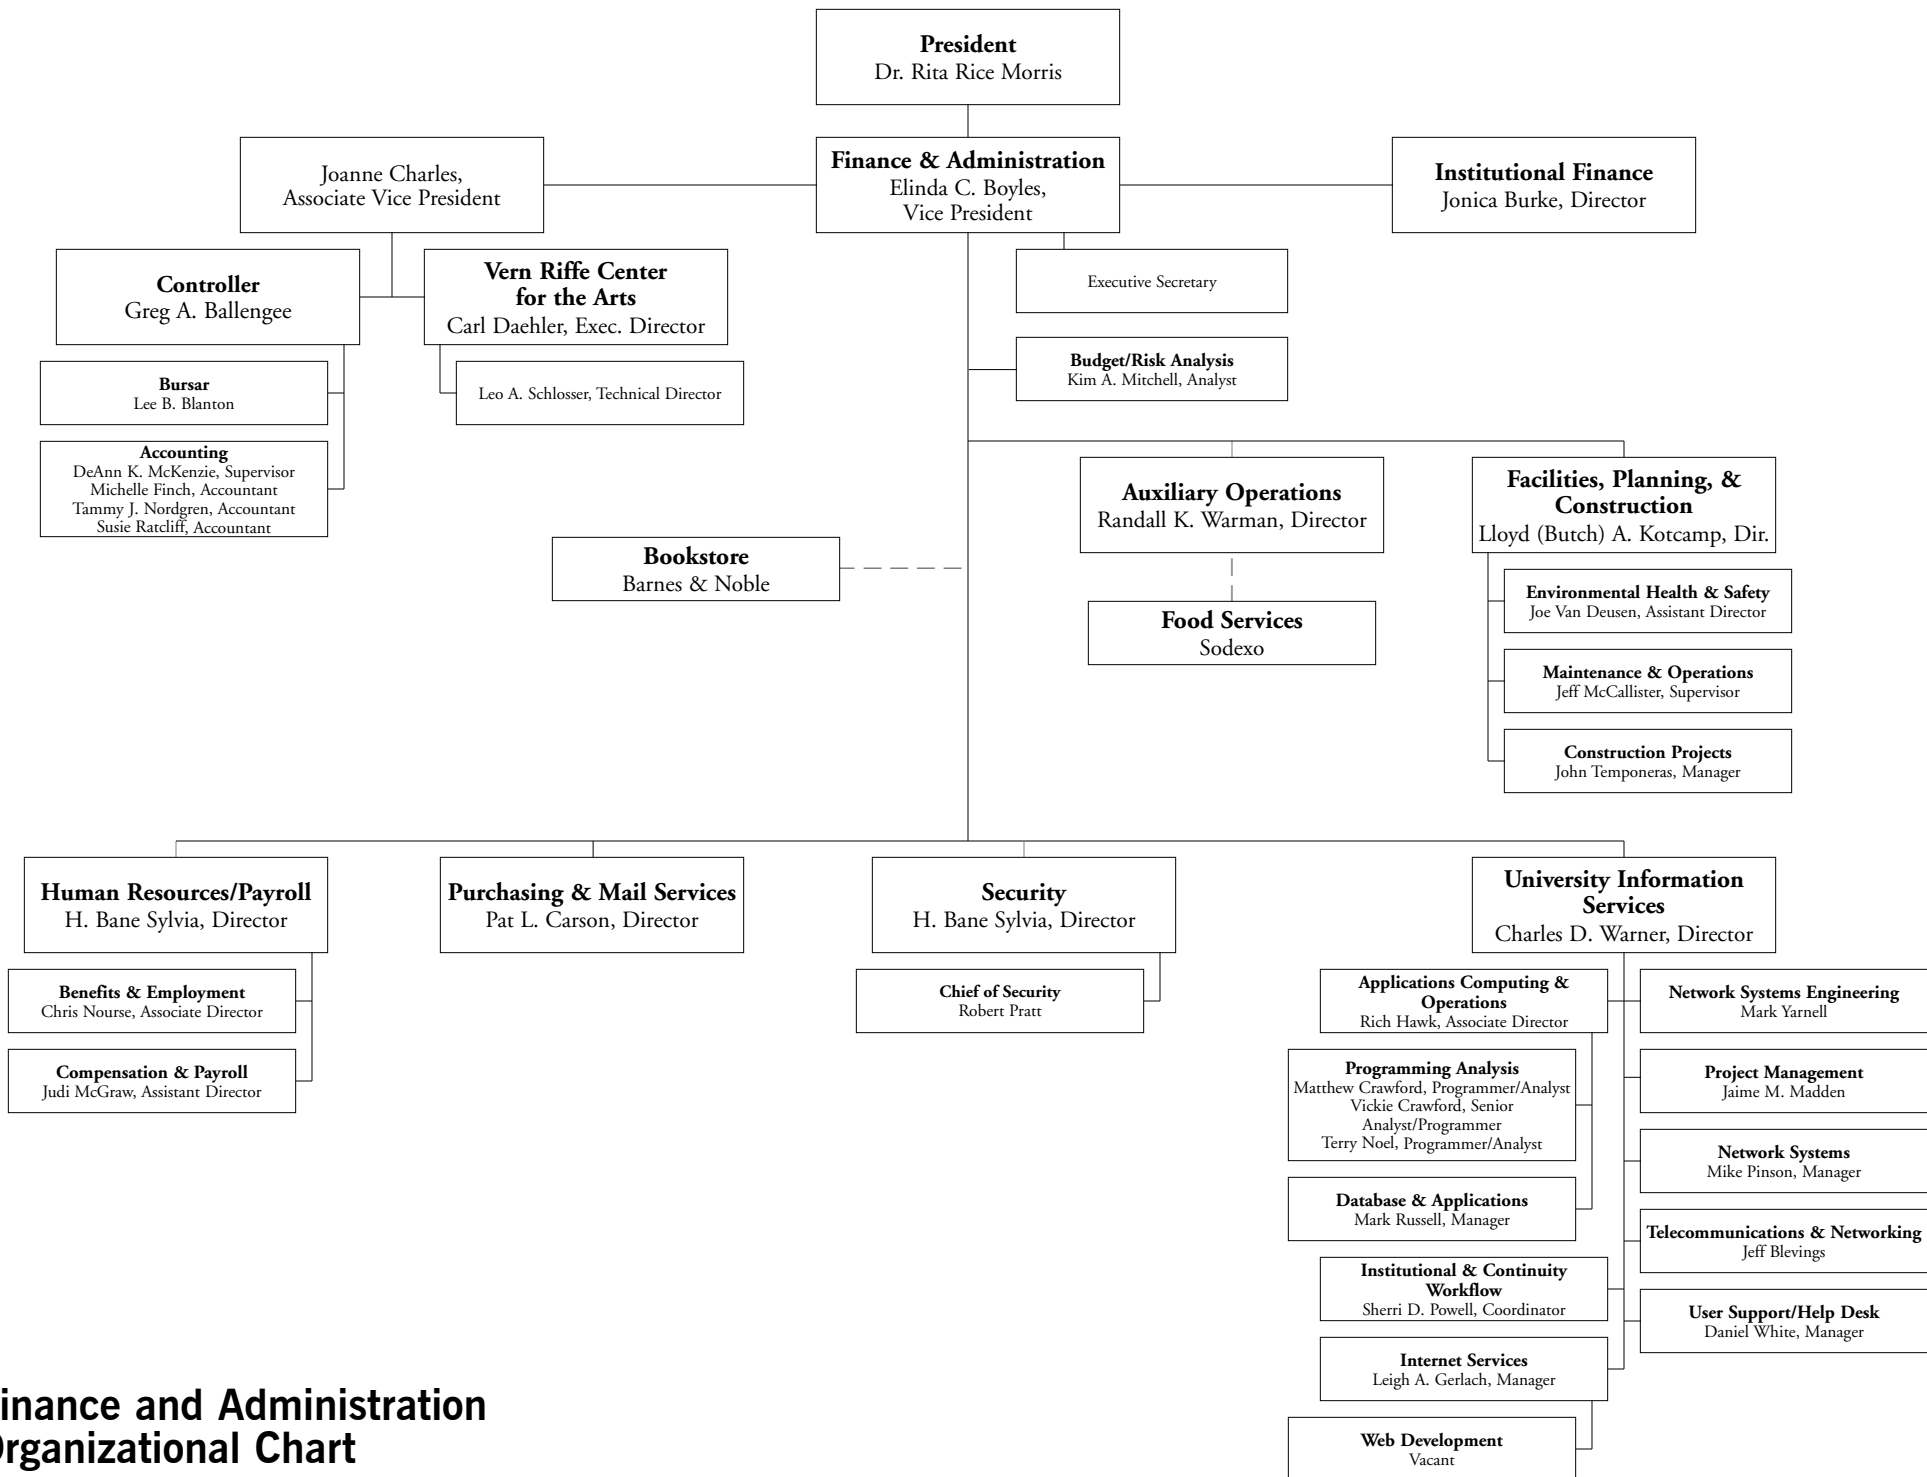 President
Dr. Rita Rice Morris
Joanne Charles,
Associate Vice President
Finance & Administration
Elinda C. Boyles,
Vice President
Institutional Finance
Jonica Burke, Director
Controller
Greg A. Ballengee
Vern Riffe Center
for the Arts
Carl Daehler, Exec. Director
Executive Secretary
Bursar
Lee B. Blanton
Leo A. Schlosser, Technical Director
Budget/Risk Analysis
Kim A. Mitchell, Analyst
Accounting
DeAnn K. McKenzie, Supervisor
Michelle Finch, Accountant
Tammy J. Nordgren, Accountant
Susie Ratcliff, Accountant
Auxiliary Operations
Randall K. Warman, Director
Facilities, Planning, &
Construction
Lloyd (Butch) A. Kotcamp, Dir.
Bookstore
Barnes & Noble
Food Services
Sodexo
Environmental Health & Safety
Joe Van Deusen, Assistant Director
Maintenance & Operations
Jeff McCallister, Supervisor
Construction Projects
John Temponeras, Manager
Human Resources/Payroll
H. Bane Sylvia, Director
Purchasing & Mail Services
Pat L. Carson, Director
Security
H. Bane Sylvia, Director
University Information
Services
Charles D. Warner, Director
Benefits & Employment
Chris Nourse, Associate Director
Compensation & Payroll
Judi McGraw, Assistant Director
Chief of Security
Robert Pratt
Applications Computing &
Operations
Rich Hawk, Associate Director
Programming Analysis
Matthew Crawford, Programmer/Analyst
Vickie Crawford, Senior
Analyst/Programmer
Terry Noel, Programmer/Analyst
Database & Applications
Mark Russell, Manager
Institutional & Continuity
Workflow
Sherri D. Powell, Coordinator
Internet Services
Leigh A. Gerlach, Manager
Web Development
Vacant
Network Systems Engineering
Mark Yarnell
Project Management
Jaime M. Madden
Network Systems
Mike Pinson, Manager
Telecommunications & Networking
Jeff Blevings
User Support/Help Desk
Daniel White, Manager
inance and Administration
rganizational Chart